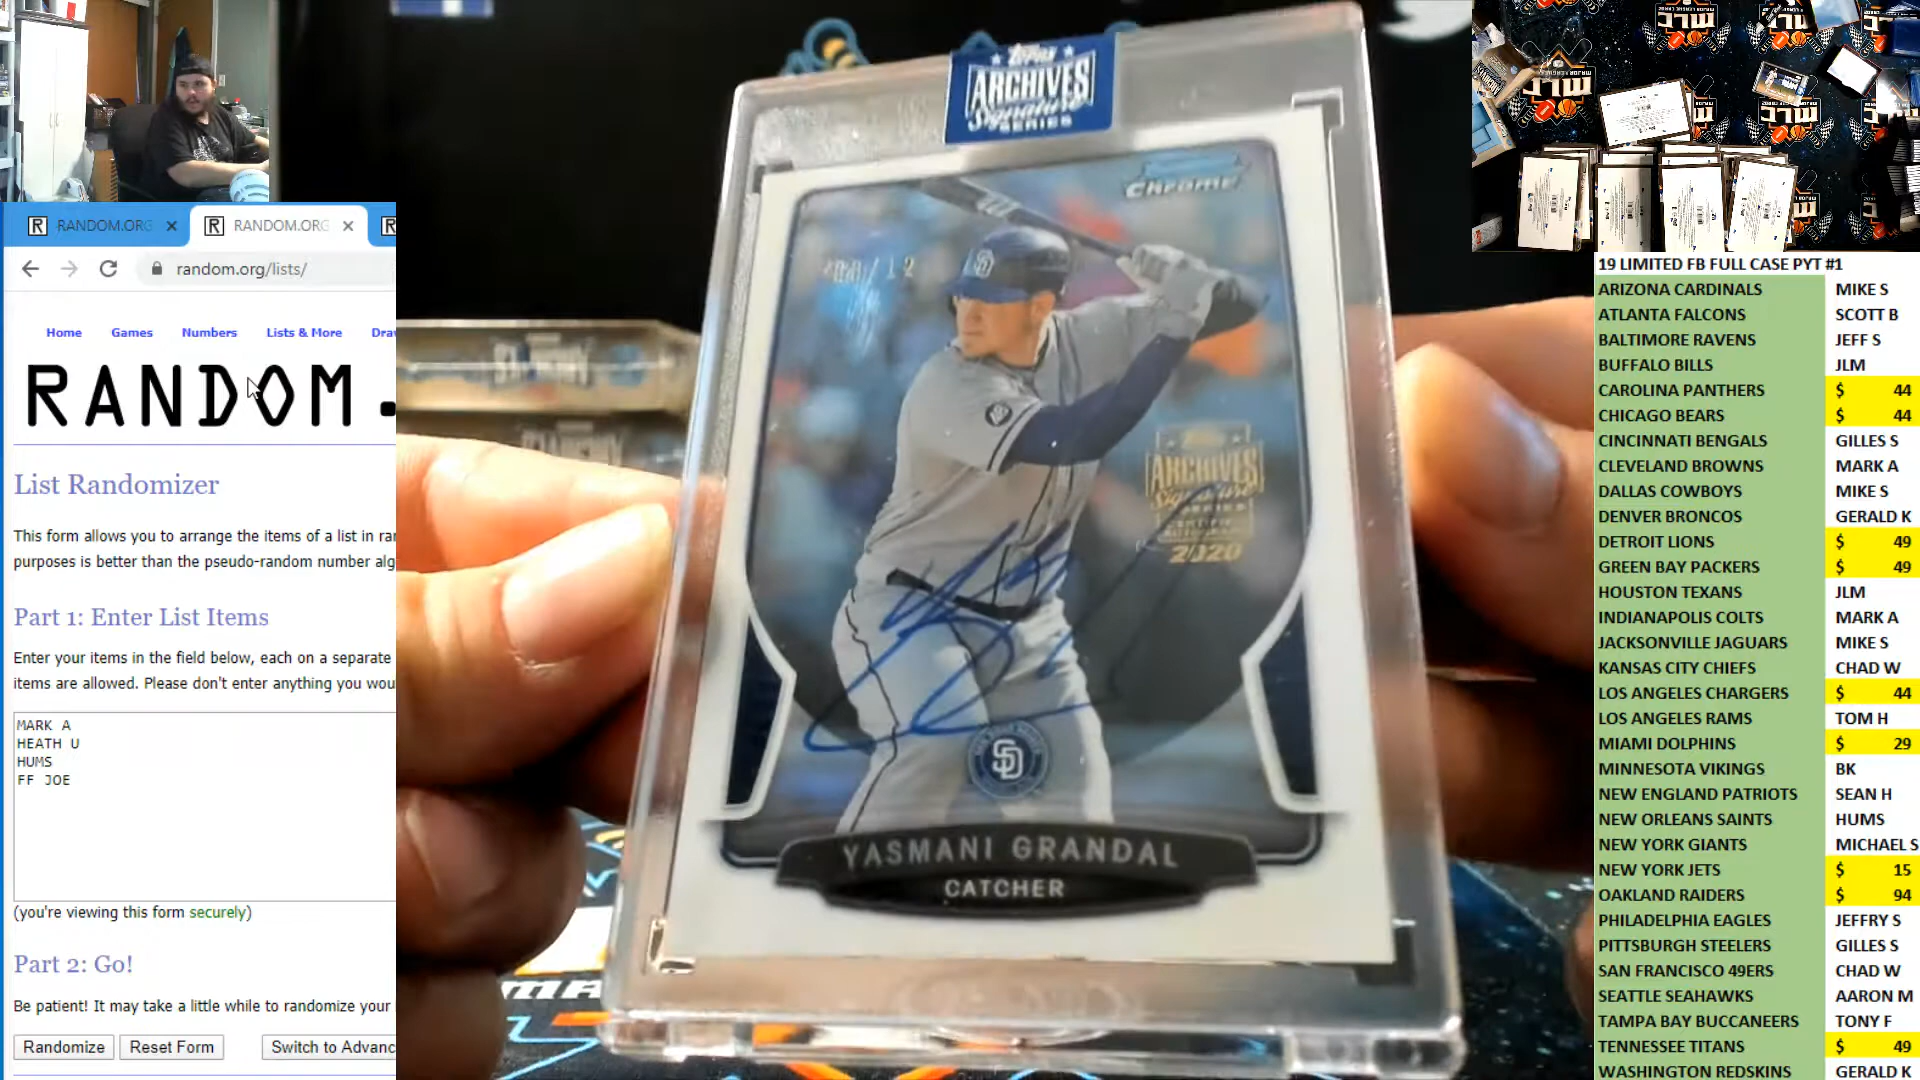 RANDOM.ORG
RANDOM.ORG
random.org/lists/
Home Games Numbers Lists & More
RANDOM.
List Randomizer
This form allows you to arrange the items of a list in
purposes is better than the pseudo-random number
Part 1: Enter List Items
Enter your items in the field below, each on a separate
items are allowed. Please don't enter anything you
MARK A
HEATH U
HUMS
FF JOE
(you're viewing this form securely)
Part 2: Go!
Be patient! It may take a little while to randomize your
Randomize Reset Form Switch to
TOPPS
ARCHIVES
Signature
SERIES
Chrome
ARCHIVES
Signature
SERIES
2020
SD
YASMANI GRANDAL
CATCHER
19 LIMITED FB FULL CASE PYT #1
ARIZONA CARDINALS MIKE S
ATLANTA FALCONS SCOTT B
BALTIMORE RAVENS JEFF S
BUFFALO BILLS JLM
CAROLINA PANTHERS $ 44
CHICAGO BEARS $ 44
CINCINNATI BENGALS GILLES S
CLEVELAND BROWNS MARK A
DALLAS COWBOYS MIKE S
DENVER BRONCOS GERALD K
DETROIT LIONS $ 49
GREEN BAY PACKERS $ 49
HOUSTON TEXANS JLM
INDIANAPOLIS COLTS MARK A
JACKSONVILLE JAGUARS MIKE S
KANSAS CITY CHIEFS CHAD W
LOS ANGELES CHARGERS $ 44
LOS ANGELES RAMS TOM H
MIAMI DOLPHINS $ 29
MINNESOTA VIKINGS BK
NEW ENGLAND PATRIOTS SEAN H
NEW ORLEANS SAINTS HUMS
NEW YORK GIANTS MICHAEL S
NEW YORK JETS $ 15
OAKLAND RAIDERS $ 94
PHILADELPHIA EAGLES JEFFRY S
PITTSBURGH STEELERS GILLES S
SAN FRANCISCO 49ERS CHAD W
SEATTLE SEAHAWKS AARON M
TAMPA BAY BUCCANEERS TONY F
TENNESSEE TITANS $ 49
WASHINGTON REDSKINS GERALD K